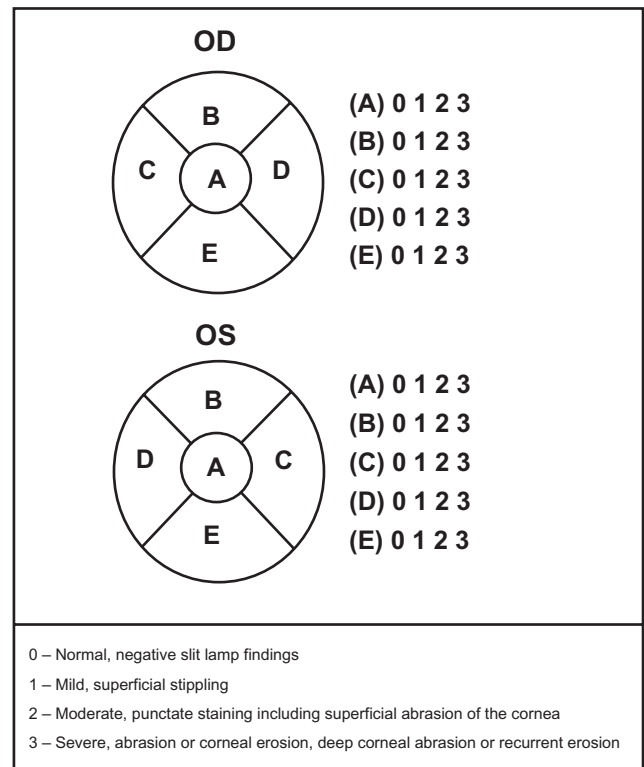 OD
B
C
A
D
E
(A) 0 1 2 3
(B) 0 1 2 3
(C) 0 1 2 3
(D) 0 1 2 3
(E) 0 1 2 3
OS
B
D
A
C
E
(A) 0 1 2 3
(B) 0 1 2 3
(C) 0 1 2 3
(D) 0 1 2 3
(E) 0 1 2 3
0 – Normal, negative slit lamp findings
1 – Mild, superficial stippling
2 – Moderate, punctate staining including superficial abrasion of the cornea
3 – Severe, abrasion or corneal erosion, deep corneal abrasion or recurrent erosion